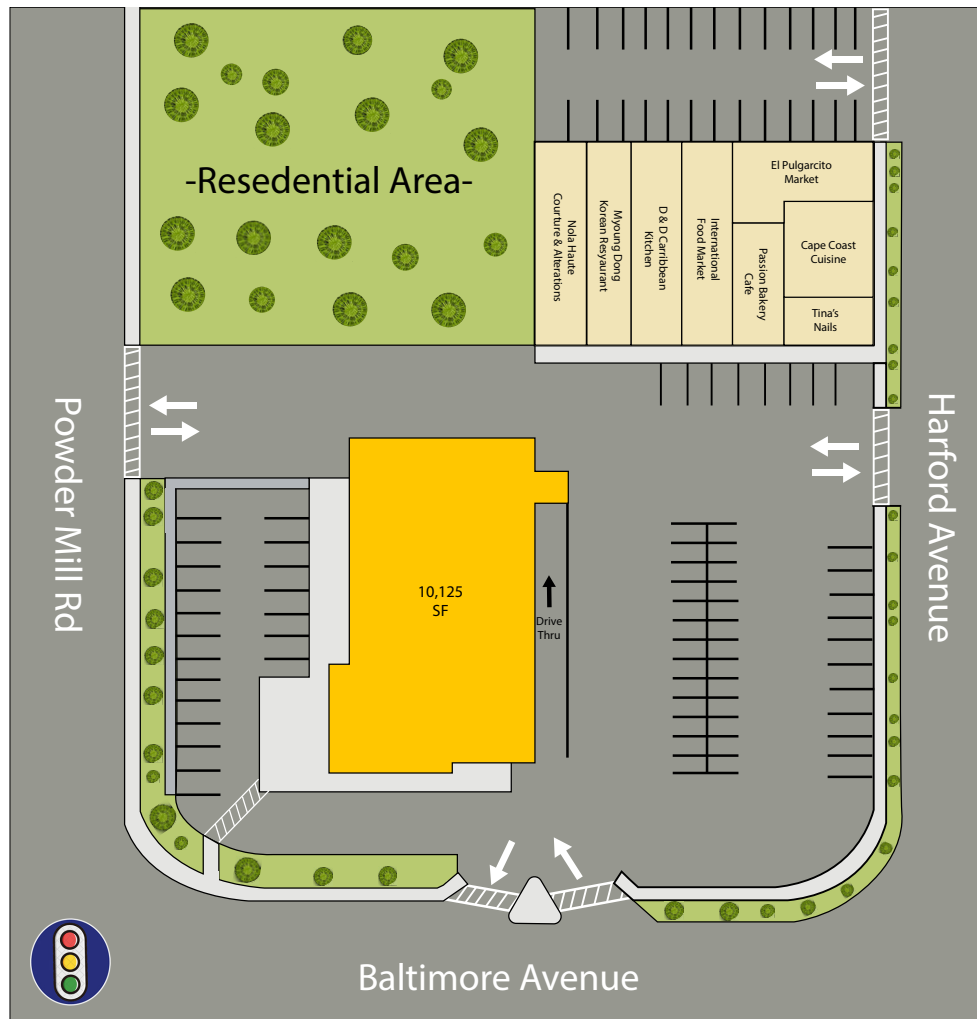 -Resedential Area-
El Pulgarcito
Market
Nola Haute
Courture & Alterations
Myoung Dong
Korean Resyaurant
D & D Carribbean
Kitchen
International
Food Market
Passion Bakery
Cafe
Cape Coast
Cuisine
Tina's
Nails
Powder Mill Rd
Harford Avenue
10,125
SF
Drive
Thru
Baltimore Avenue